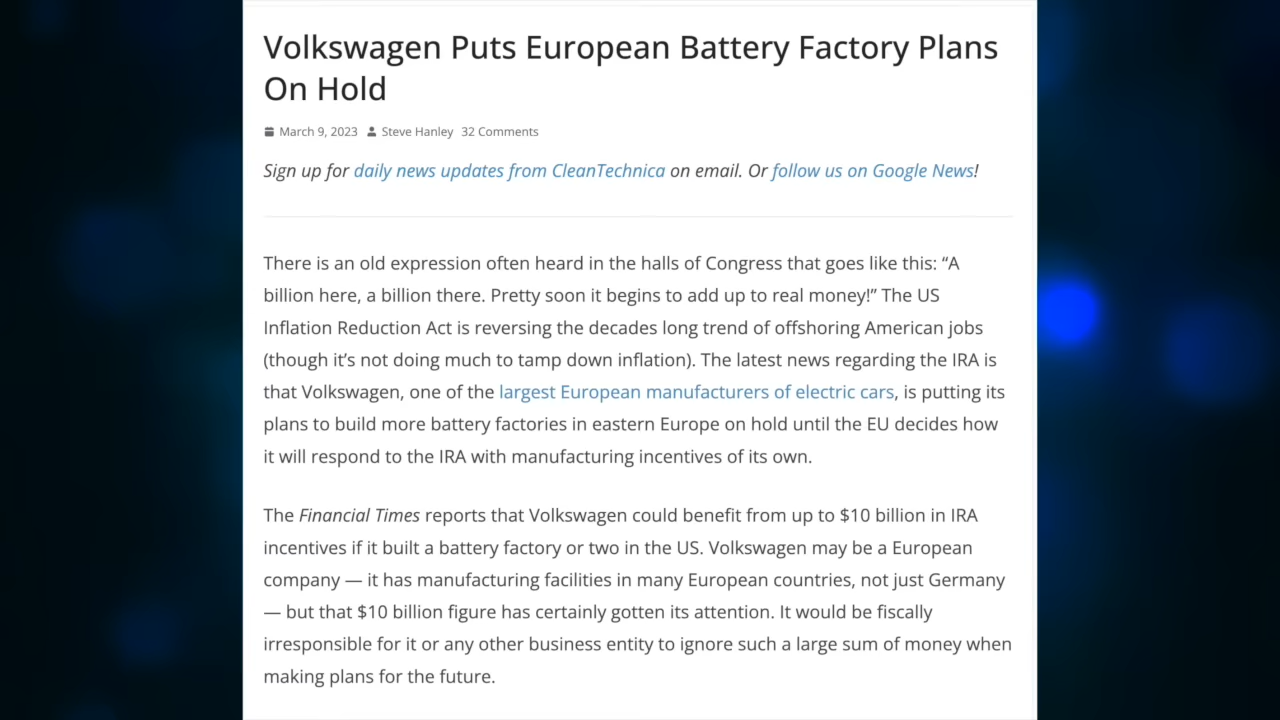 Volkswagen Puts European Battery Factory Plans
On Hold
March 9, 2023 Steve Hanley 32 Comments
Sign up for daily news updates from CleanTechnica on email. Or follow us on Google News!
There is an old expression often heard in the halls of Congress that goes like this: “A
billion here, a billion there. Pretty soon it begins to add up to real money!” The US
Inflation Reduction Act is reversing the decades long trend of offshoring American jobs
(though it’s not doing much to tamp down inflation). The latest news regarding the IRA is
that Volkswagen, one of the largest European manufacturers of electric cars, is putting its
plans to build more battery factories in eastern Europe on hold until the EU decides how
it will respond to the IRA with manufacturing incentives of its own.
The Financial Times reports that Volkswagen could benefit from up to $10 billion in IRA
incentives if it built a battery factory or two in the US. Volkswagen may be a European
company — it has manufacturing facilities in many European countries, not just Germany
— but that $10 billion figure has certainly gotten its attention. It would be fiscally
irresponsible for it or any other business entity to ignore such a large sum of money when
making plans for the future.